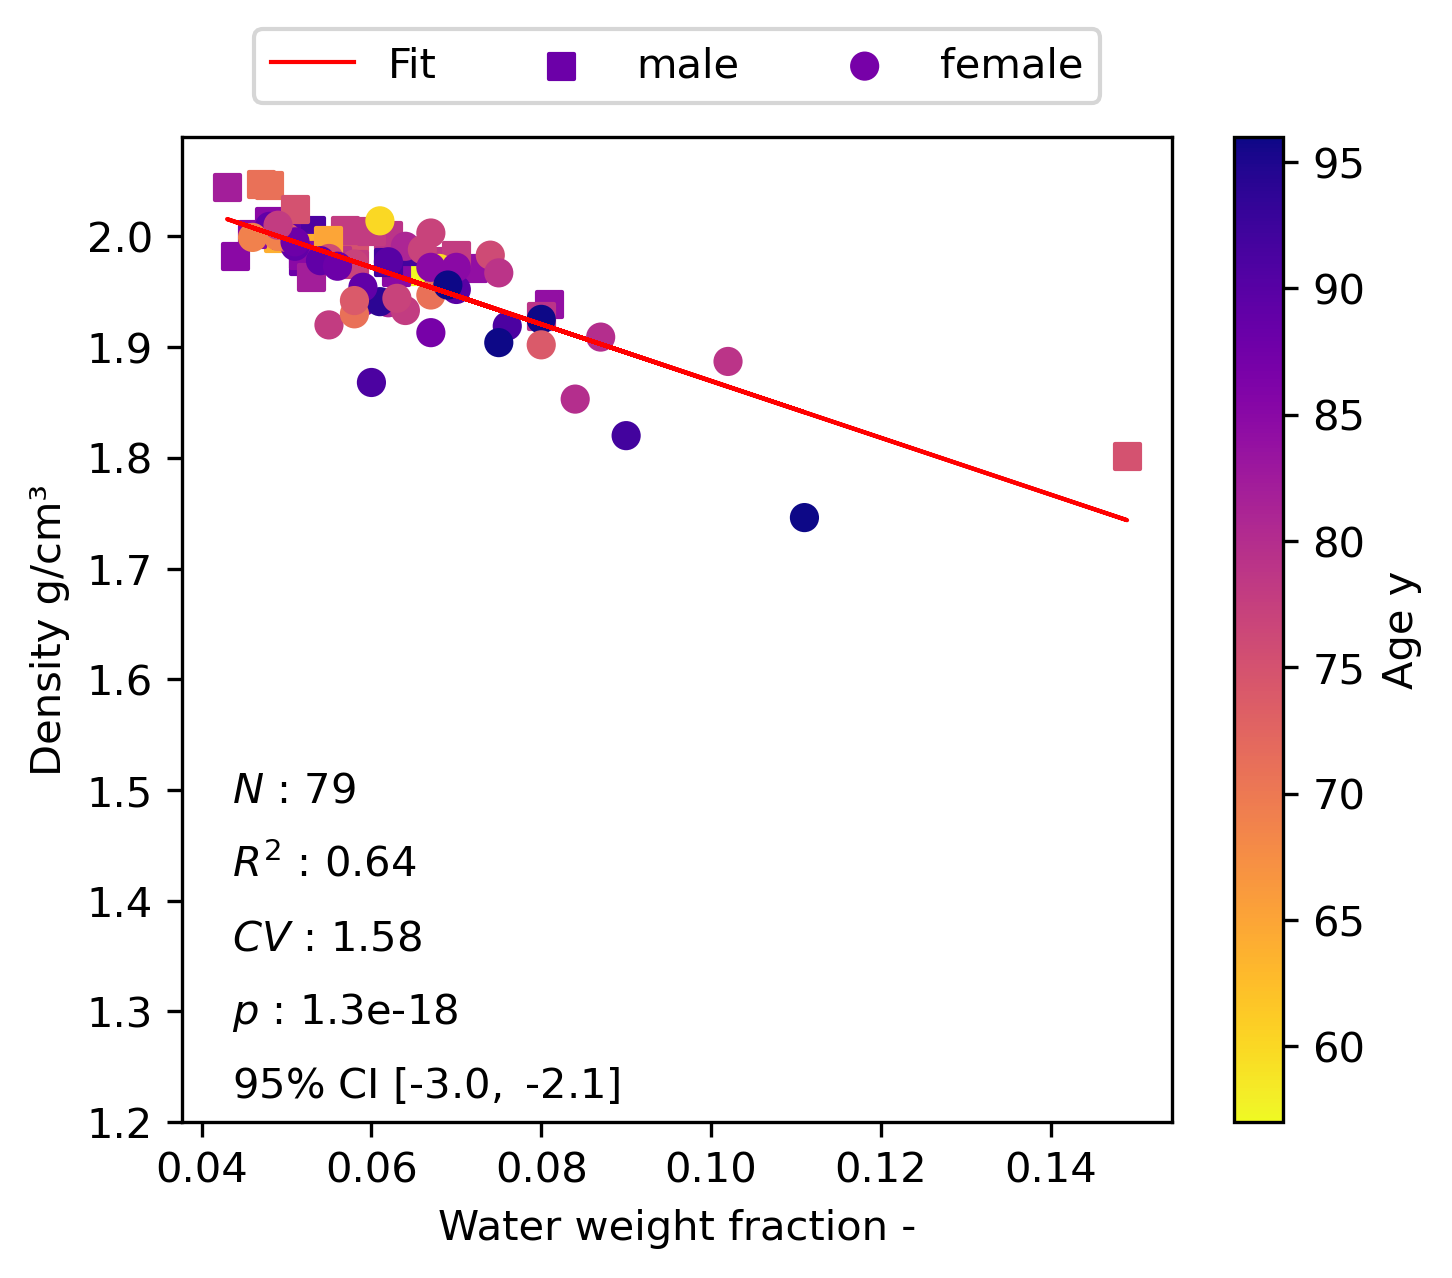 Fit male female
2.0
1.9
1.8
1.7
1.6
1.5
1.4
1.3
1.2
Density g/cm³
N : 79
R² : 0.64
CV : 1.58
p : 1.3e-18
95% CI [-3.0, -2.1]
0.04 0.06 0.08 0.10 0.12 0.14
Water weight fraction -
95
90
85
80
75
70
65
60
Age y